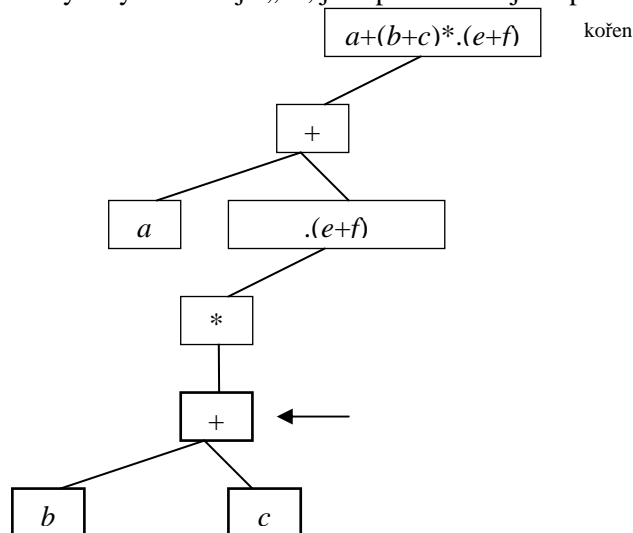 a+(b+c)*.(e+f)
kořen
+
a
.(e+f)
*
+
b
c